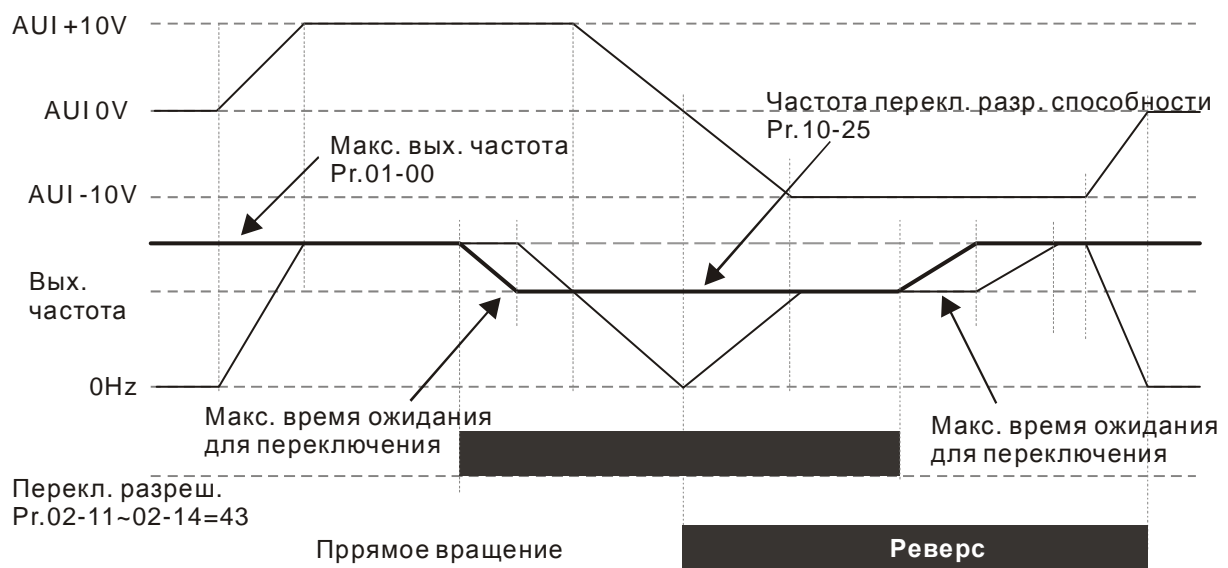 AUI +10V
AUI 0V
Частота перекл. разр. способности
Pr.10-25
Макс. вых. частота
Pr.01-00
AUI -10V
Вых.
частота
0Hz
Макс. время ожидания
для переключения
Макс. время ожидания
для переключения
Перекл. разреш.
Pr.02-11~02-14=43
Пррямое вращение
Реверс